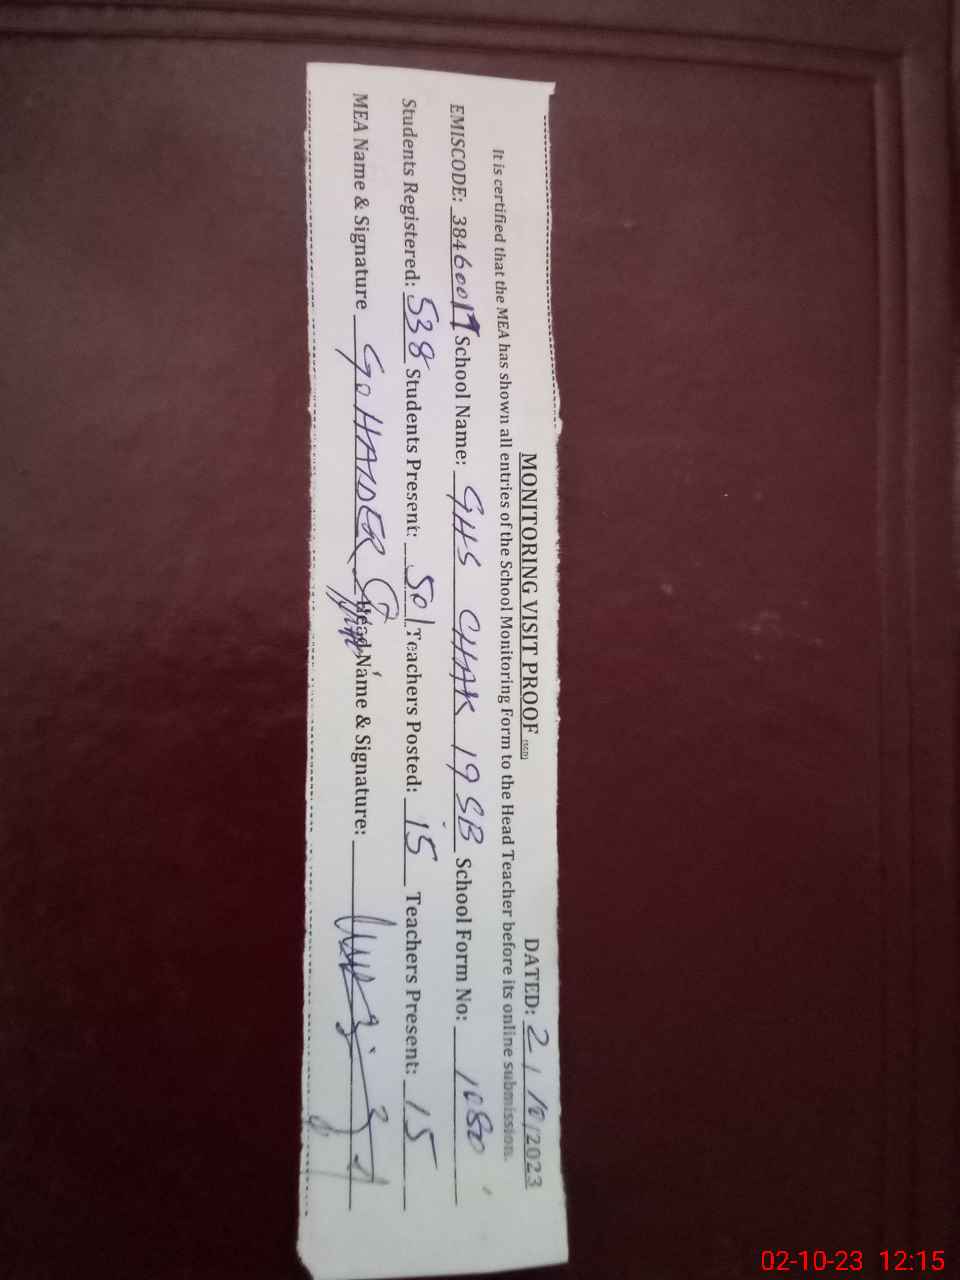 MONITORING VISIT PROOF (SGD) DATED: 2/10/2023
It is certified that the MEA has shown all entries of the School Monitoring Form to the Head Teacher before its online submission.
EMISCODE: 38460019 School Name: GHS CHAK 19 SB School Form No: 1080
Students Registered: 538 Students Present: 501 Teachers Posted: 15 Teachers Present: 15
MEA Name & Signature HAIDER Head Name & Signature:
02-10-23 12:15